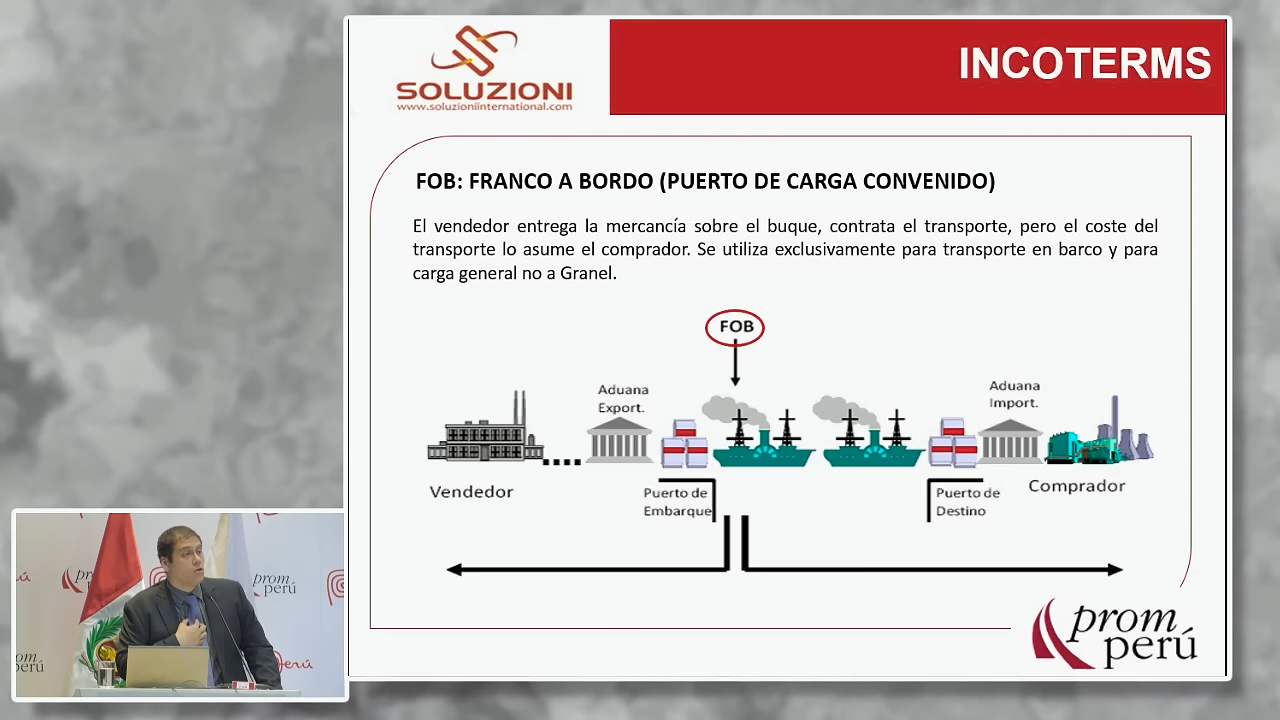 SOLUZIONI
www.soluzioniinternational.com
INCOTERMS
FOB: FRANCO A BORDO (PUERTO DE CARGA CONVENIDO)
El vendedor entrega la mercancía sobre el buque, contrata el transporte, pero el coste del
transporte lo asume el comprador. Se utiliza exclusivamente para transporte en barco y para
carga general no a Granel.
FOB
Aduana
Export.
Aduana
Import.
Vendedor
Puerto de
Embarque
Puerto de
Destino
Comprador
prom
perú
prom
perú